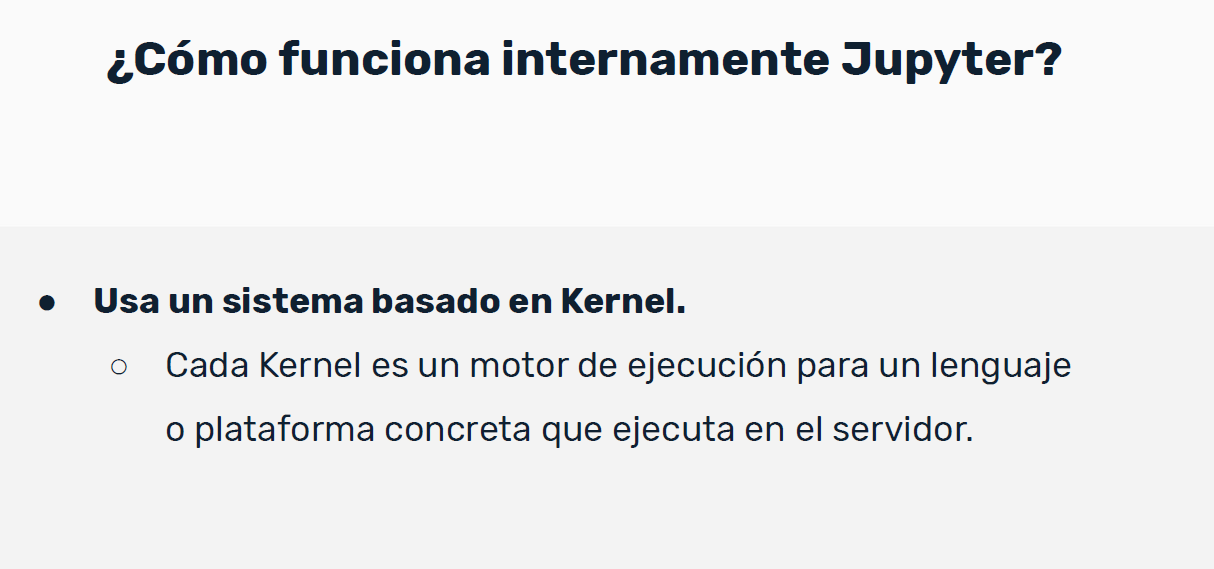 ¿Cómo funciona internamente Jupyter?
● Usa un sistema basado en Kernel.
○ Cada Kernel es un motor de ejecución para un lenguaje
o plataforma concreta que ejecuta en el servidor.